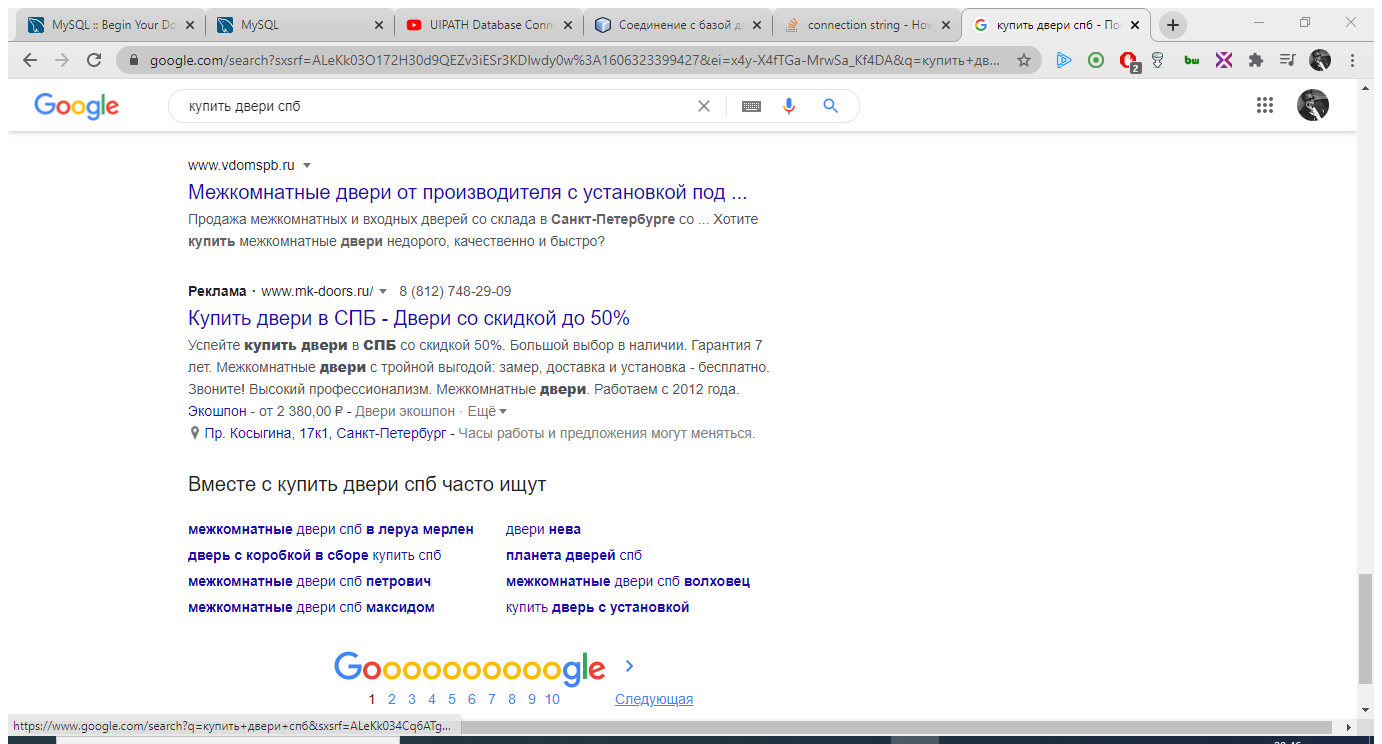 MySQL :: Begin Your Do
MySQL
UIPATH Database Conn
Соединение с базой д
connection string - How
купить двери спб - По
google.com/search?sxsrf=ALeKk03O172H30d9QEZv3iESr3KDIwdy0w%3A1606323399427&ei=x4y-X4fTGa-MrwSa_Kf4DA&q=купить+дв...
2
bw
Google
купить двери спб
www.vdomspb.ru
Межкомнатные двери от производителя с установкой под ...
Продажа межкомнатных и входных дверей со склада в Санкт-Петербурге со ... Хотите
купить межкомнатные двери недорого, качественно и быстро?
Реклама · www.mk-doors.ru/ 8 (812) 748-29-09
Купить двери в СПБ - Двери со скидкой до 50%
Успейте купить двери в СПБ со скидкой 50%. Большой выбор в наличии. Гарантия 7
лет. Межкомнатные двери с тройной выгодой: замер, доставка и установка - бесплатно.
Звоните! Высокий профессионализм. Межкомнатные двери. Работаем с 2012 года.
Экошпон - от 2 380,00 ₽ - Двери экошпон · Ещё
Пр. Косыгина, 17к1, Санкт-Петербург - Часы работы и предложения могут меняться.
Вместе с купить двери спб часто ищут
межкомнатные двери спб в леруа мерлен
двери нева
дверь с коробкой в сборе купить спб
планета дверей спб
межкомнатные двери спб петрович
межкомнатные двери спб волховец
межкомнатные двери спб максидом
купить дверь с установкой
Goooooooooogle
1 2 3 4 5 6 7 8 9 10 Следующая
https://www.google.com/search?q=купить+двери+спб&sxsrf=ALeKk034Cq6ATg...